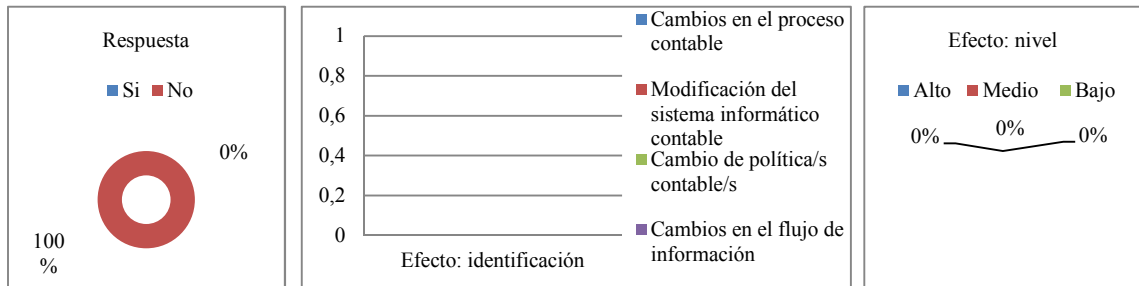 Respuesta
Si No
0%
100
%
1
0,8
0,6
0,4
0,2
0
Efecto: identificación
Cambios en el proceso
contable
Modificación del
sistema informático
contable
Cambio de política/s
contable/s
Cambios en el flujo de
información
Efecto: nivel
Alto Medio Bajo
0% 0% 0%